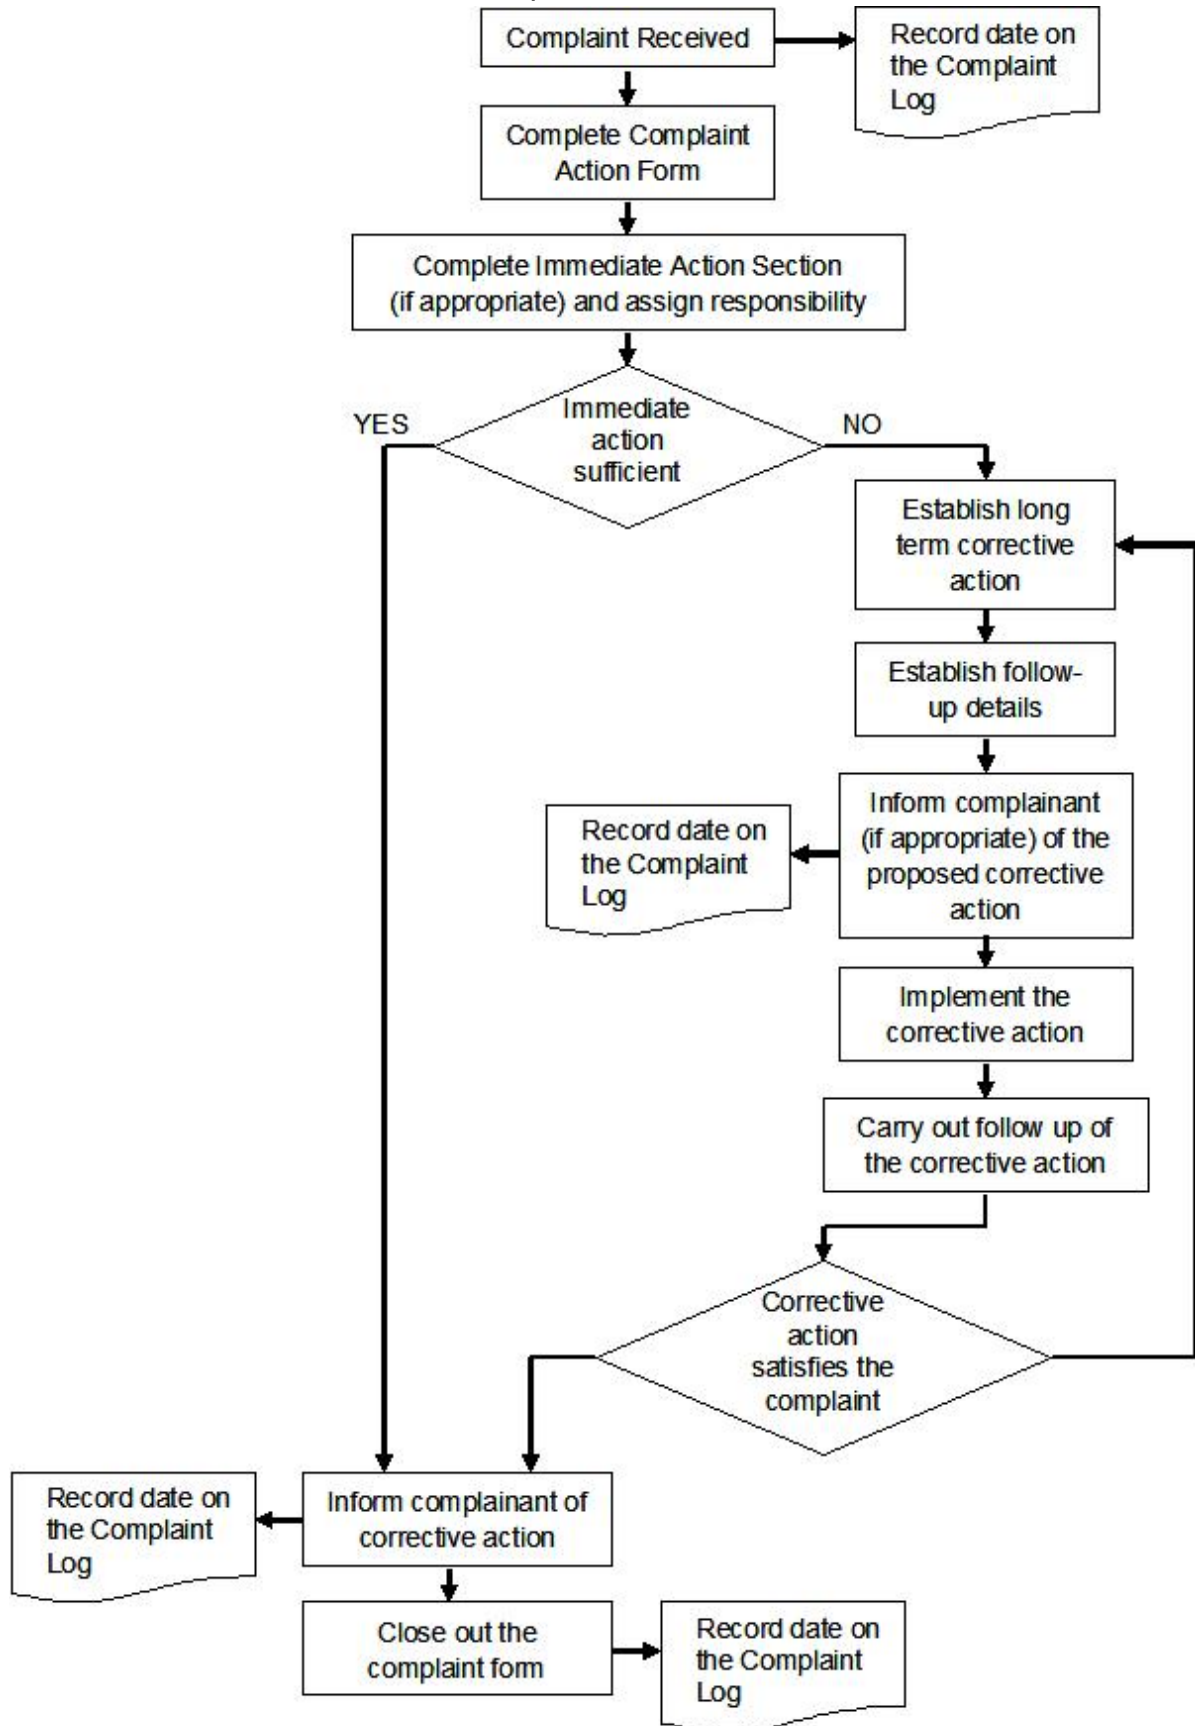 Complaint Received
Record date on
the Complaint
Log
Complete Complaint
Action Form
Complete Immediate Action Section
(if appropriate) and assign responsibility
Immediate
action
sufficient
YES
NO
Establish long
term corrective
action
Establish follow-
up details
Inform complainant
(if appropriate) of the
proposed corrective
action
Record date on
the Complaint
Log
Implement the
corrective action
Carry out follow up of
the corrective action
Corrective
action
satisfies the
complaint
Inform complainant of
corrective action
Record date on
the Complaint
Log
Close out the
complaint form
Record date on
the Complaint
Log